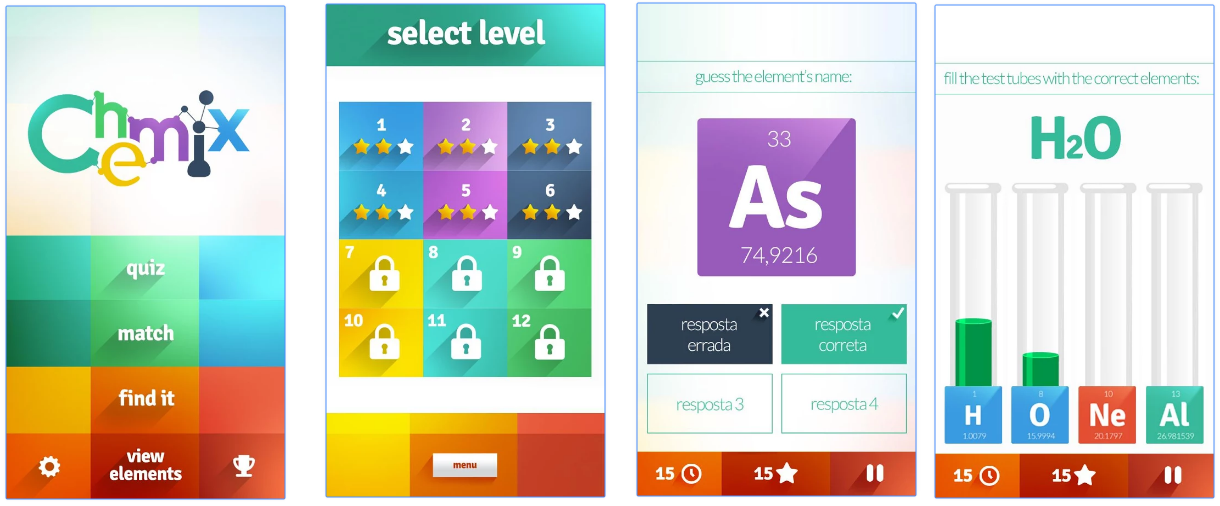 Chemix
quiz
match
find it
view
elements
select level
1 2 3
4 5 6
7 8 9
10 11 12
menu
guess the element's name:
33
As
74,9216
resposta
errada
resposta
correta
resposta 3
resposta 4
15 15
fill the test tubes with the correct elements:
H2O
1 8 10 13
H O Ne Al
1.0079 15.9994 20.1797 26.981539
15 15